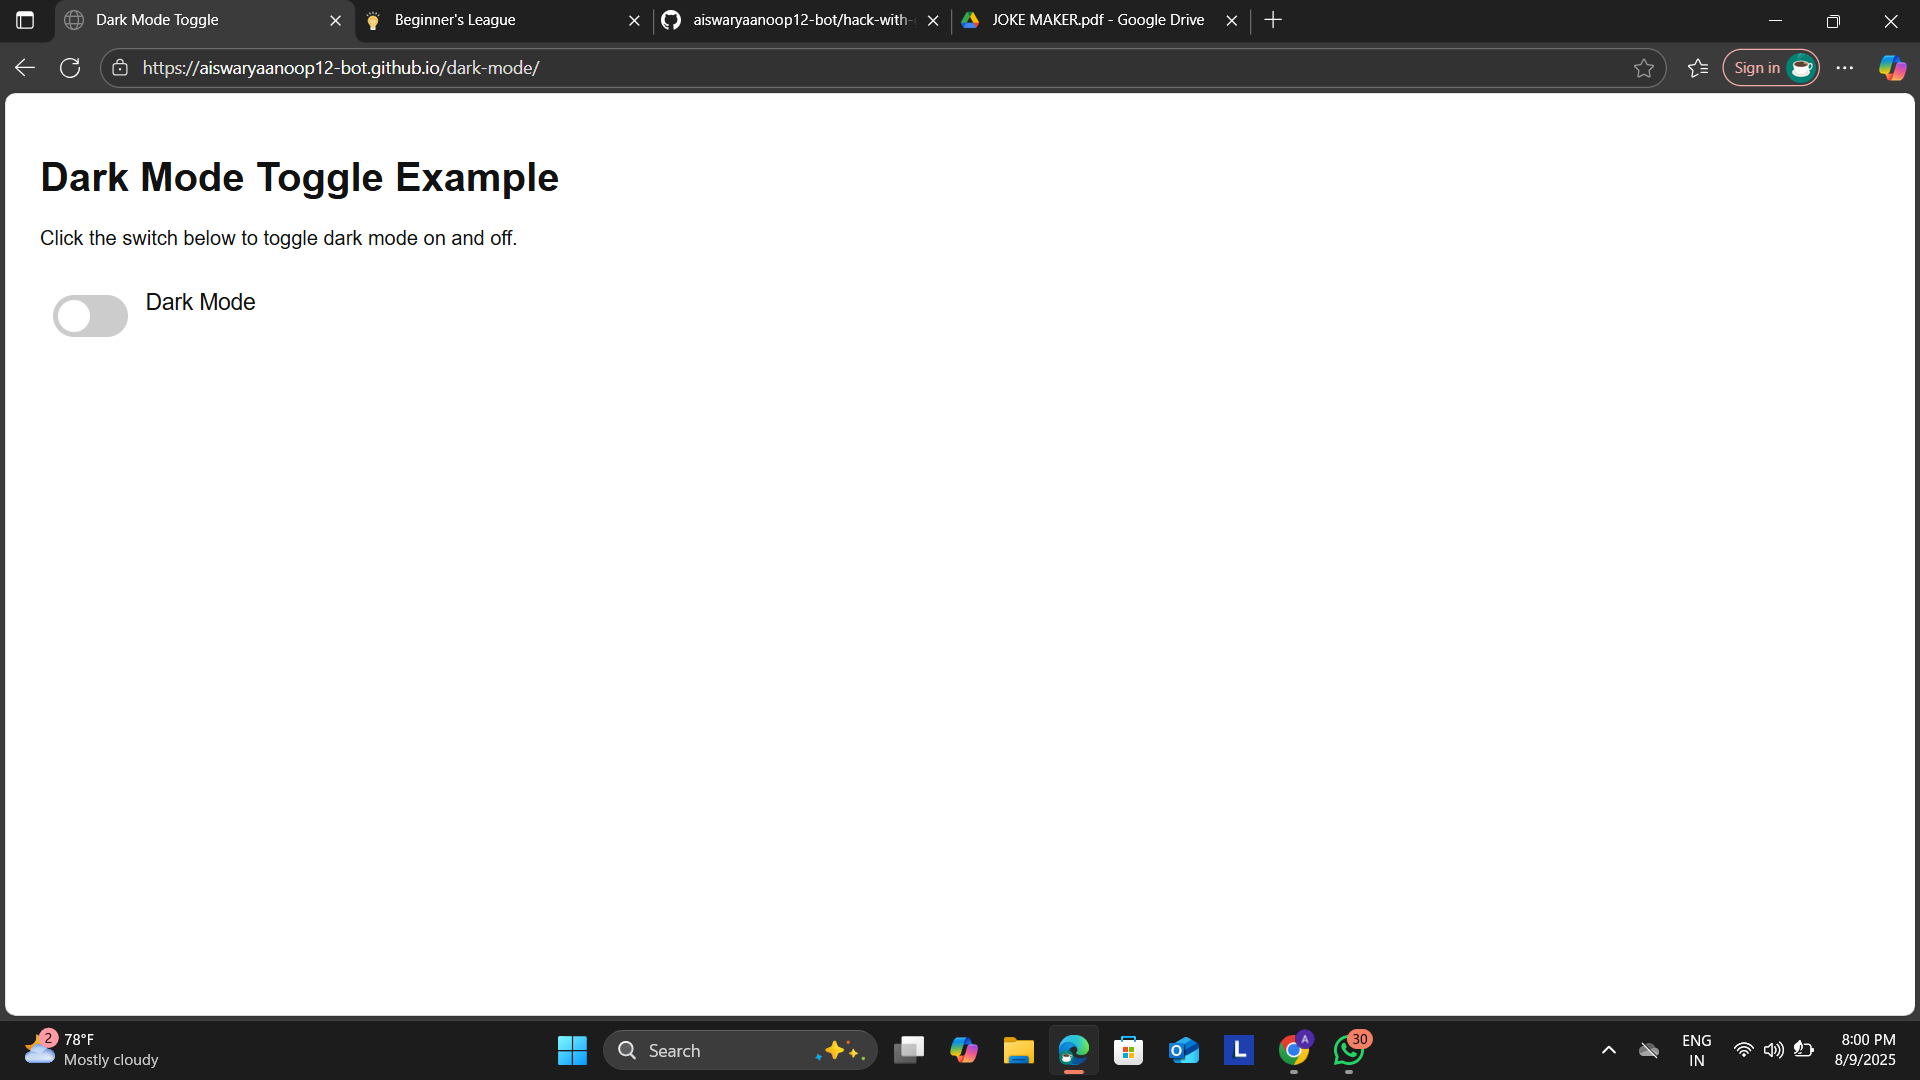 Dark Mode Toggle
Beginner's League
aiswaryaanoop12-bot/hack-with-
JOKE MAKER.pdf - Google Drive
https://aiswaryaanoop12-bot.github.io/dark-mode/
Sign in
Dark Mode Toggle Example
Click the switch below to toggle dark mode on and off.
Dark Mode
2
78°F
Mostly cloudy
Search
L
A
30
ENG
IN
8:00 PM
8/9/2025